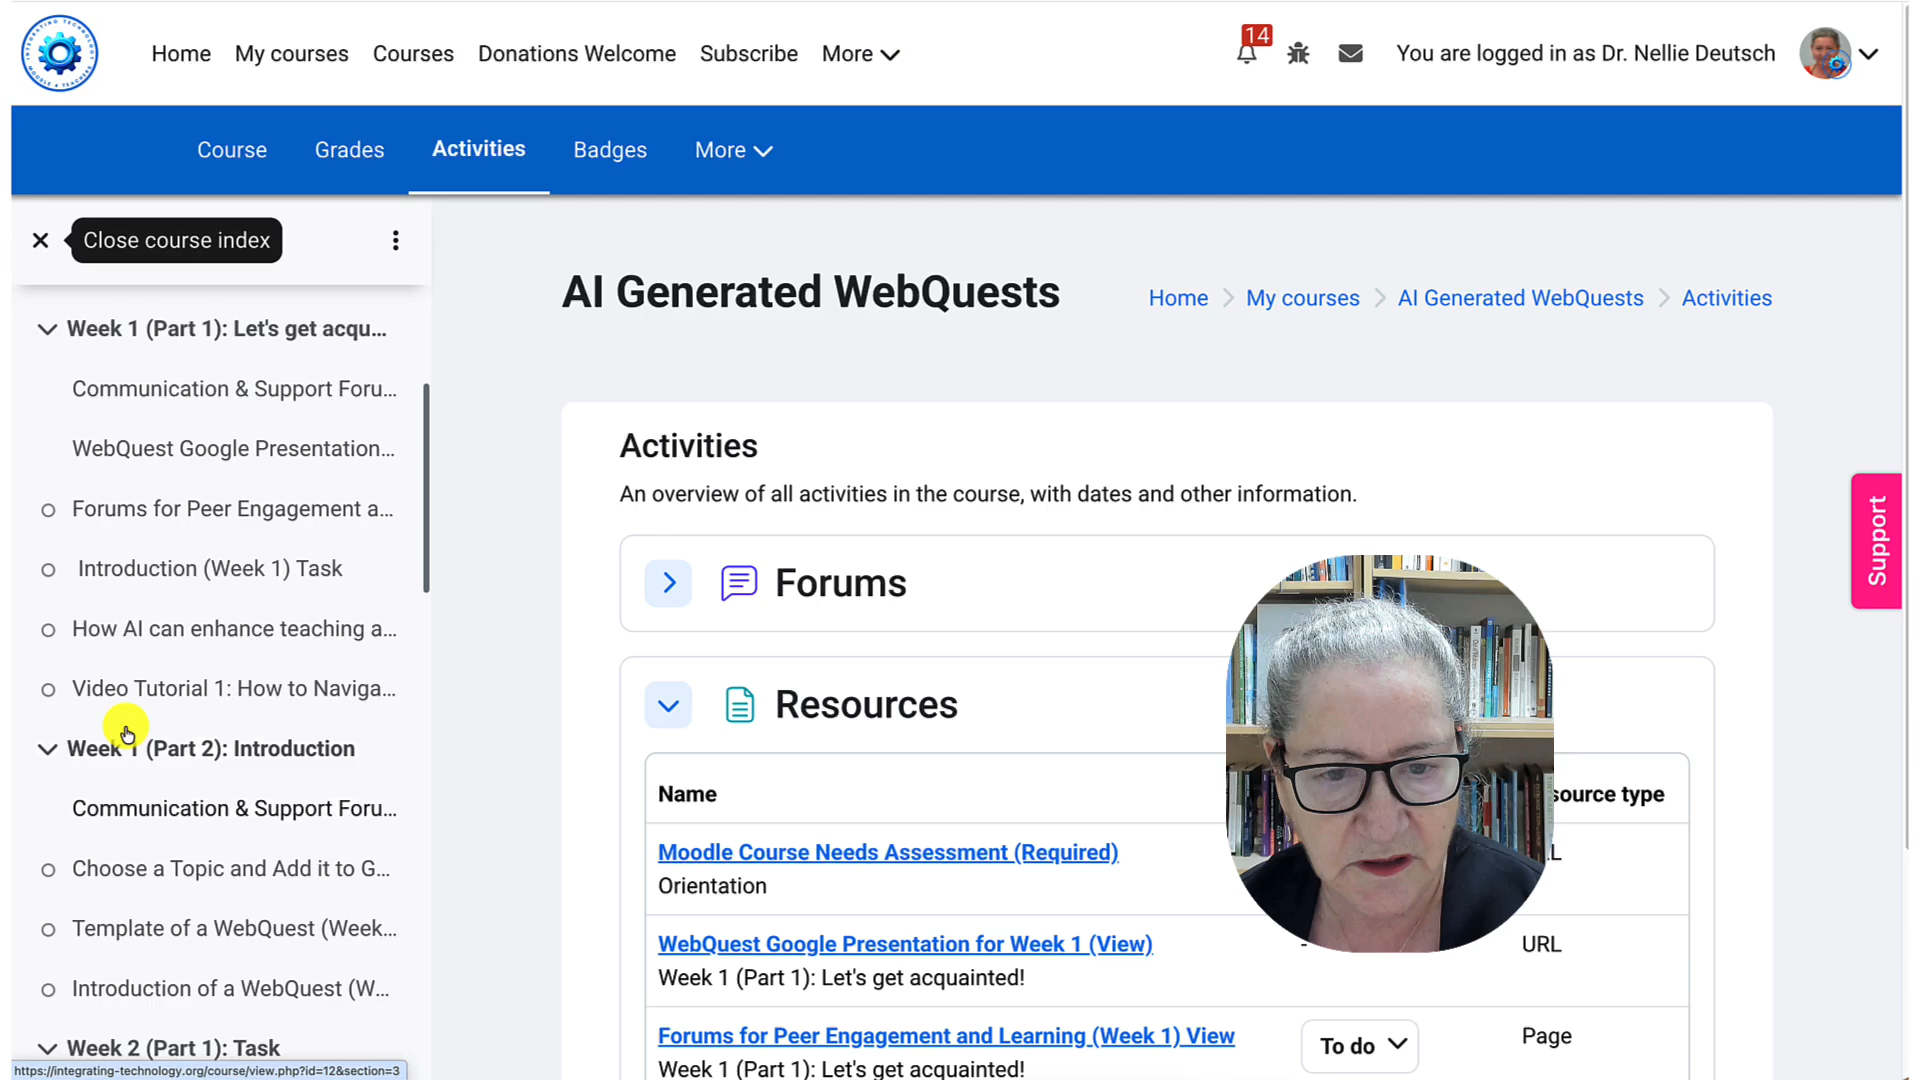 Home My courses Courses Donations Welcome Subscribe More
14
You are logged in as Dr. Nellie Deutsch
Course Grades Activities Badges More
Close course index
Week 1 (Part 1): Let's get acqu...
Communication & Support Foru...
WebQuest Google Presentation...
Forums for Peer Engagement a...
Introduction (Week 1) Task
How AI can enhance teaching a...
Video Tutorial 1: How to Naviga...
Week 1 (Part 2): Introduction
Communication & Support Foru...
Choose a Topic and Add it to G...
Template of a WebQuest (Week...
Introduction of a WebQuest (W...
Week 2 (Part 1): Task
https://integrating-technology.org/course/view.php?id=12&section=3
AI Generated WebQuests
Home My courses AI Generated WebQuests Activities
Activities
An overview of all activities in the course, with dates and other information.
Forums
Resources
Name source type
Moodle Course Needs Assessment (Required)
Orientation
WebQuest Google Presentation for Week 1 (View) - URL
Week 1 (Part 1): Let's get acquainted!
Forums for Peer Engagement and Learning (Week 1) View To do Page
Week 1 (Part 1): Let's get acquainted!
Support